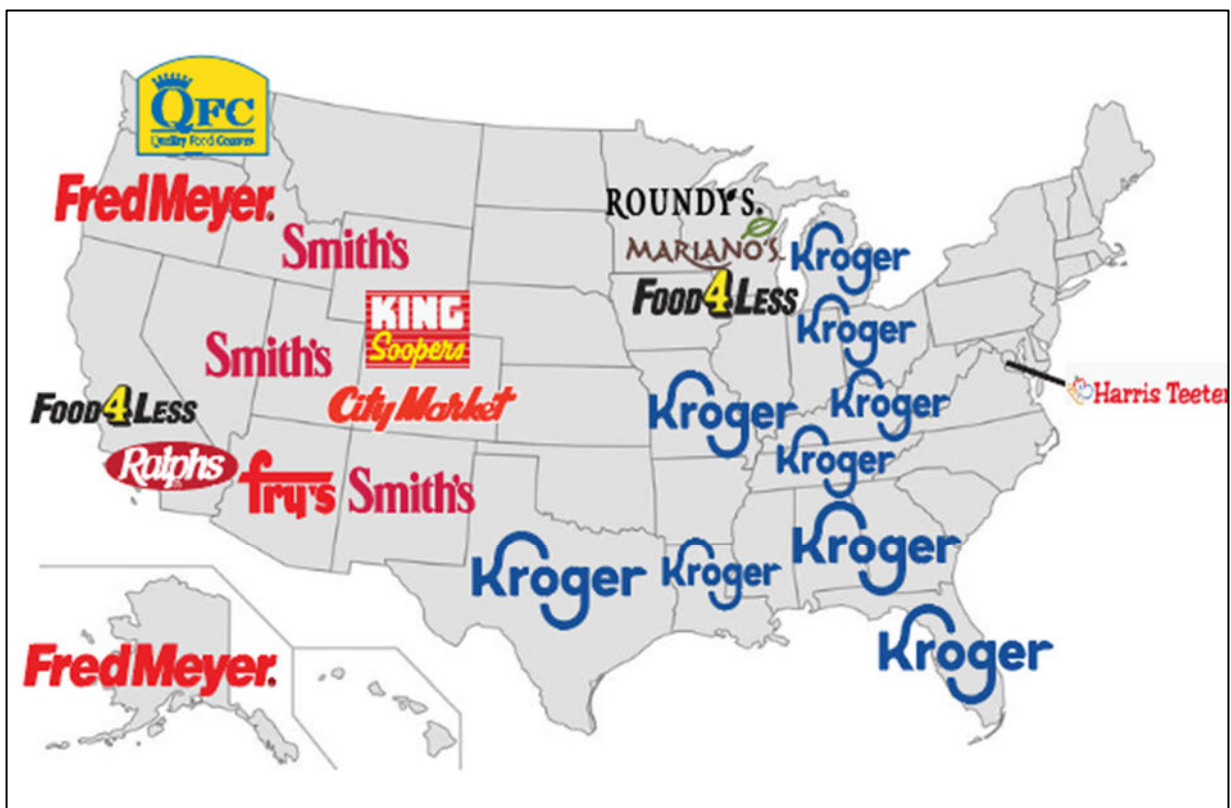 QFC
Quality Food Centers
FredMeyer.
Smith's
ROUNDY'S.
MARIANO'S.
Kroger
FOOD4LESS
KING
Soopers
Kroger
Smith's
City Market
FOOD4LESS
Kroger
Kroger
Harris Teeter
Ralphs
fry's
Smith's
Kroger
Kroger
Kroger
Kroger
FredMeyer.
Kroger